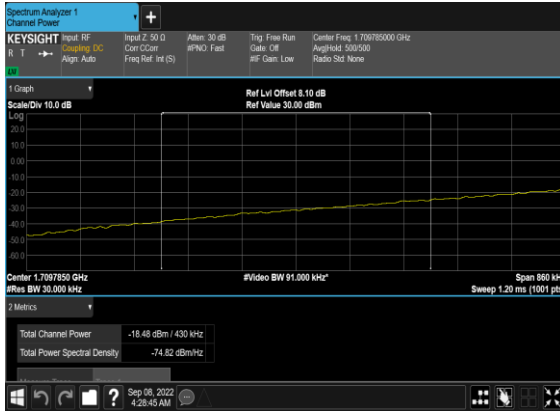 Spectrum Analyzer 1
Channel Power
KEYSIGHT
R T
LXI
Input: RF
Coupling: DC
Align: Auto
Input Z: 50 Ω
Corr CCorr
Freq Ref: Int (S)
Atten: 30 dB
#PNO: Fast
Trig: Free Run
Gate: Off
#IF Gain: Low
Center Freq: 1.709785000 GHz
Avg|Hold: 500/500
Radio Std: None
1 Graph
Scale/Div 10.0 dB
Ref Lvl Offset 8.10 dB
Ref Value 30.00 dBm
Log
20.0
10.0
0.0
-10.0
-20.0
-30.0
-40.0
-50.0
-60.0
Center 1.7097850 GHz
#Res BW 30.000 kHz
#Video BW 91.000 kHz*
Span 860 kH
Sweep 1.20 ms (1001 pts
2 Metrics
Total Channel Power
-18.48 dBm / 430 kHz
Total Power Spectral Density
-74.82 dBm/Hz
?
Sep 08, 2022
4:28:45 AM